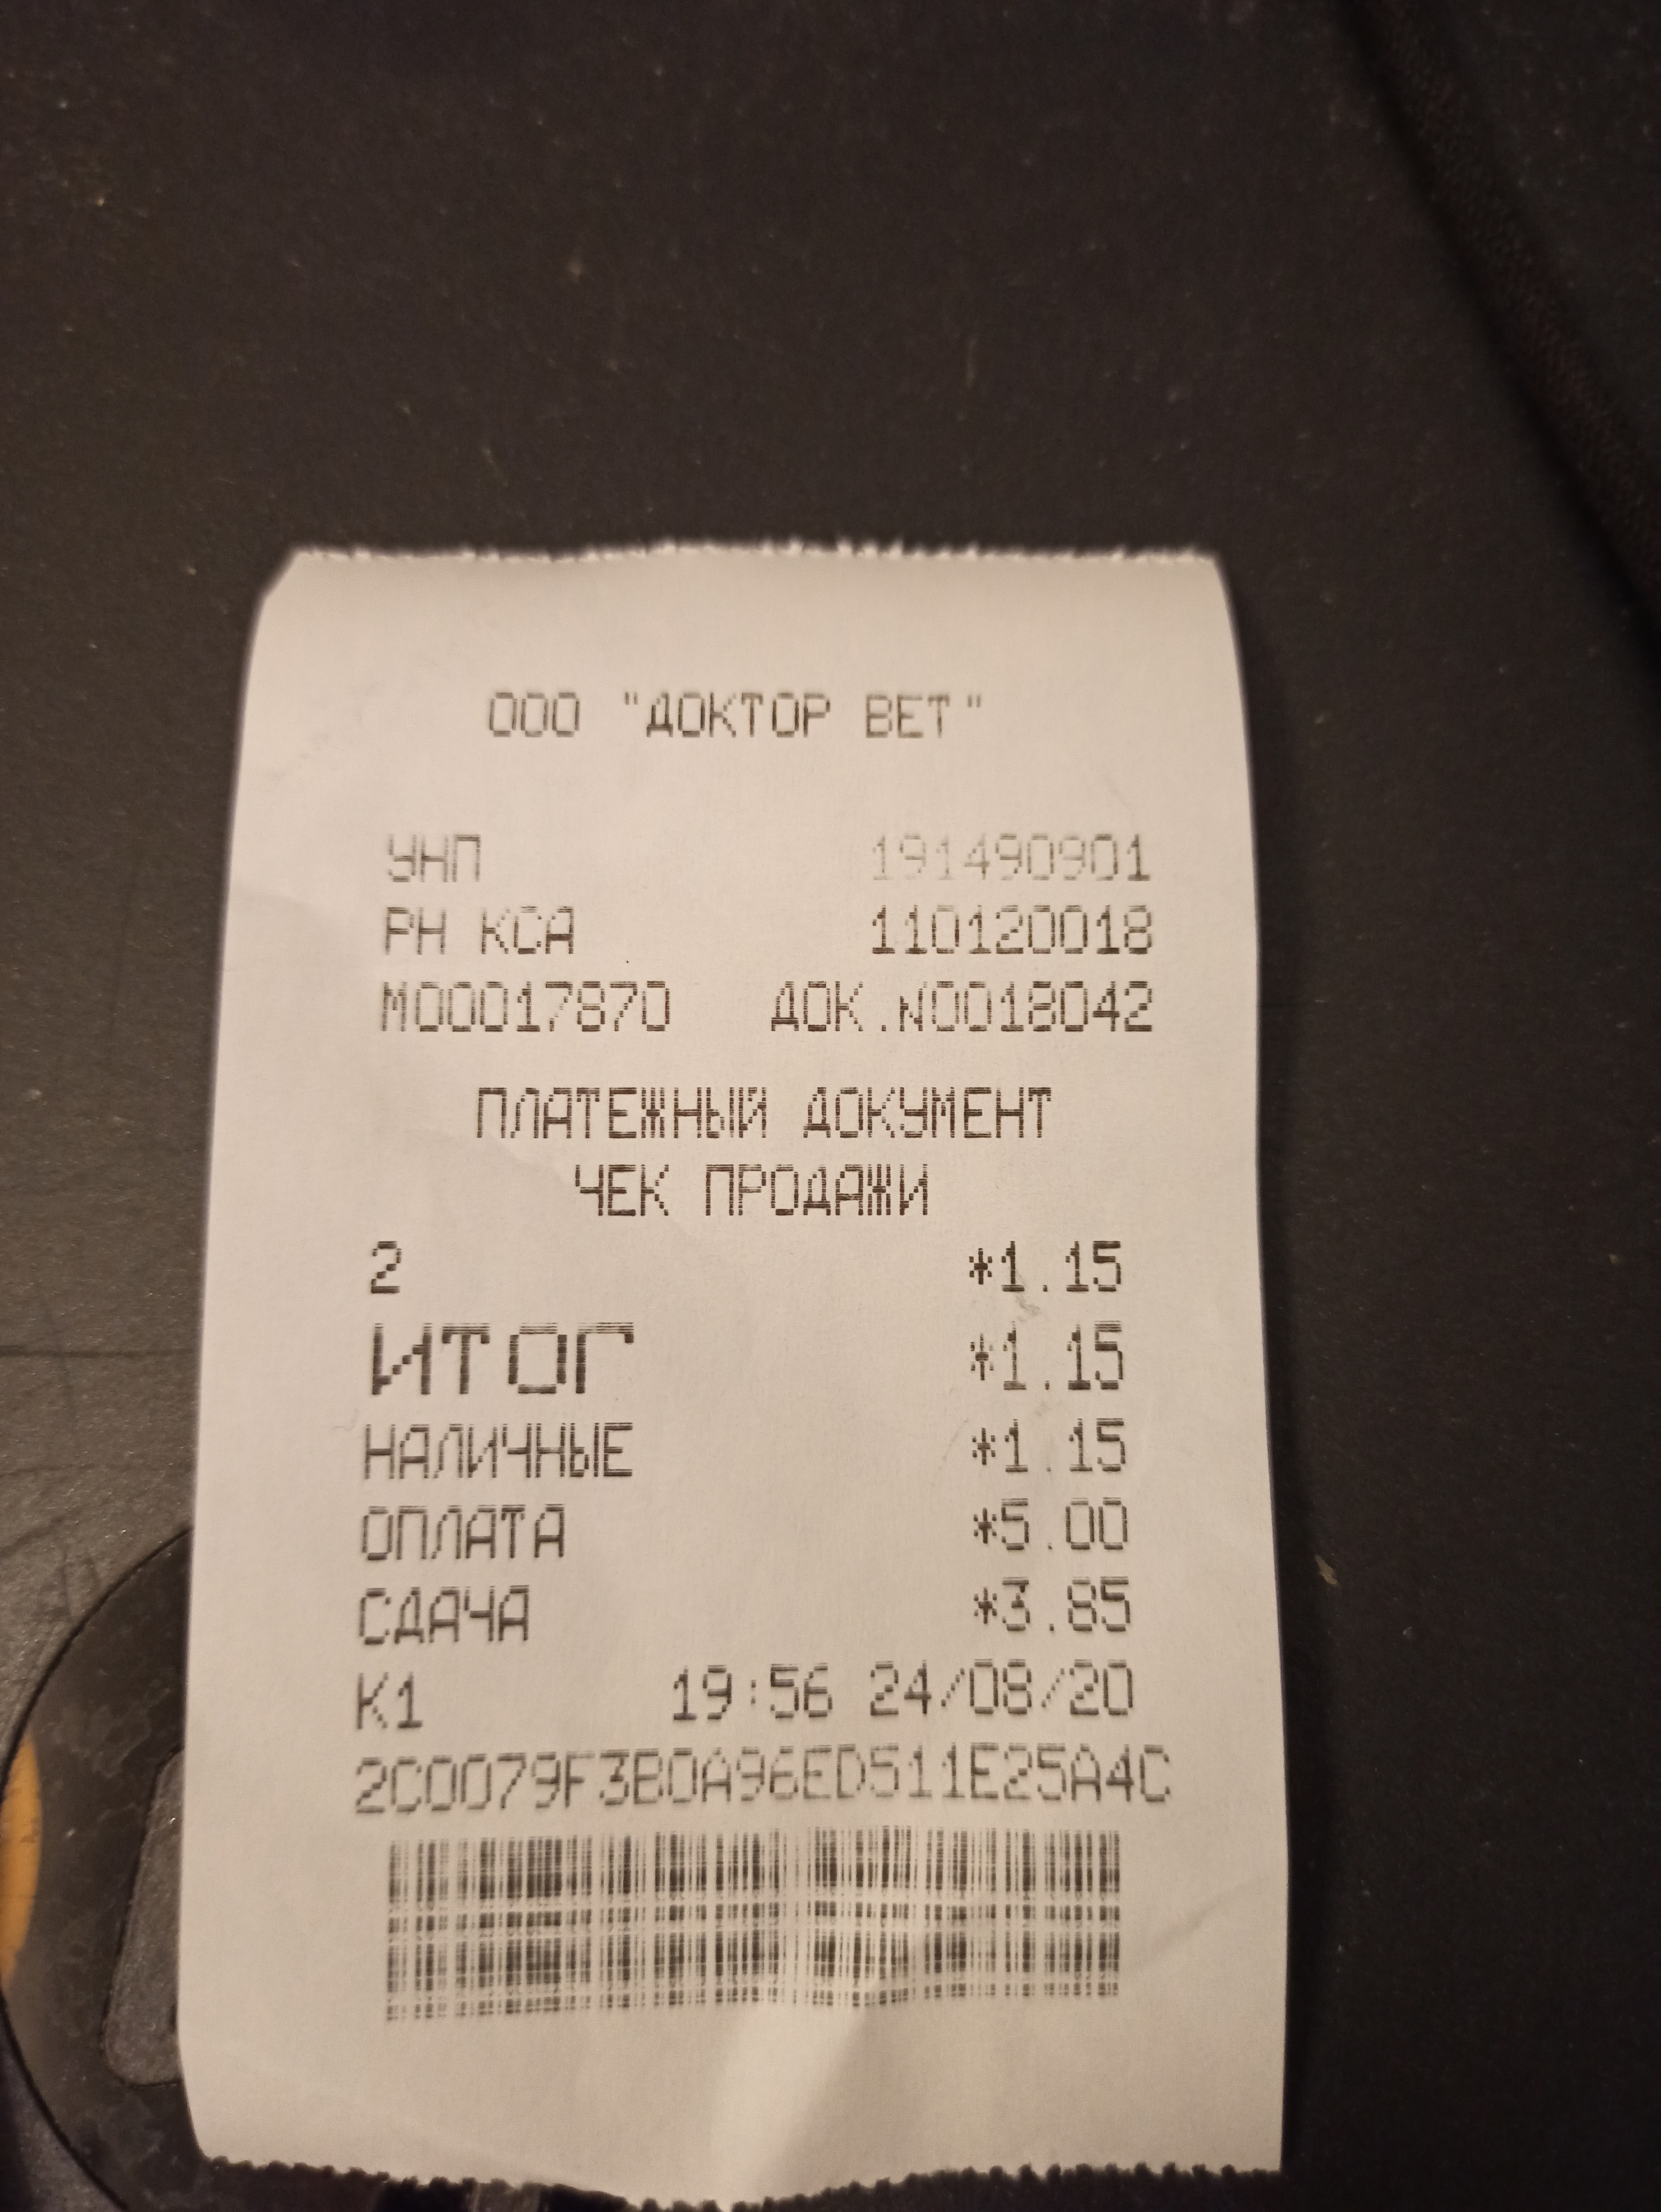 ООО "ДОКТОР ВЕТ"
УНП 191490901
РН КСА 110120018
М00017870 ДОК.N0018042
ПЛАТЕЖНЫЙ ДОКУМЕНТ
ЧЕК ПРОДАЖИ
2 *1.15
ИТОГ *1.15
НАЛИЧНЫЕ *1.15
ОПЛАТА *5.00
СДАЧА *3.85
К1 19:56 24/08/20
2C0079F3B0A96ED511E25A4C